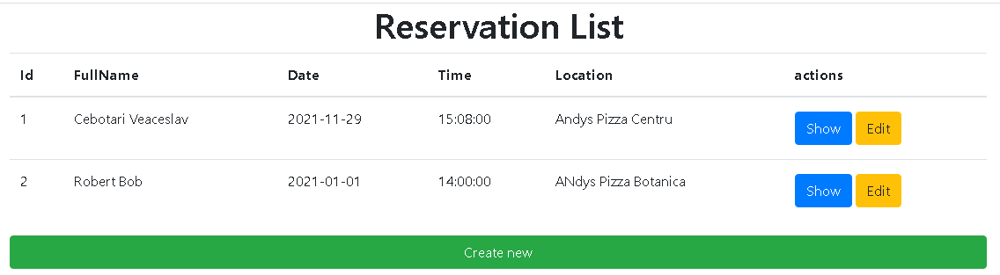 Reservation List
Id FullName Date Time Location actions
1 Cebotari Veaceslav 2021-11-29 15:08:00 Andys Pizza Centru Show Edit
2 Robert Bob 2021-01-01 14:00:00 ANdys Pizza Botanica Show Edit
Create new